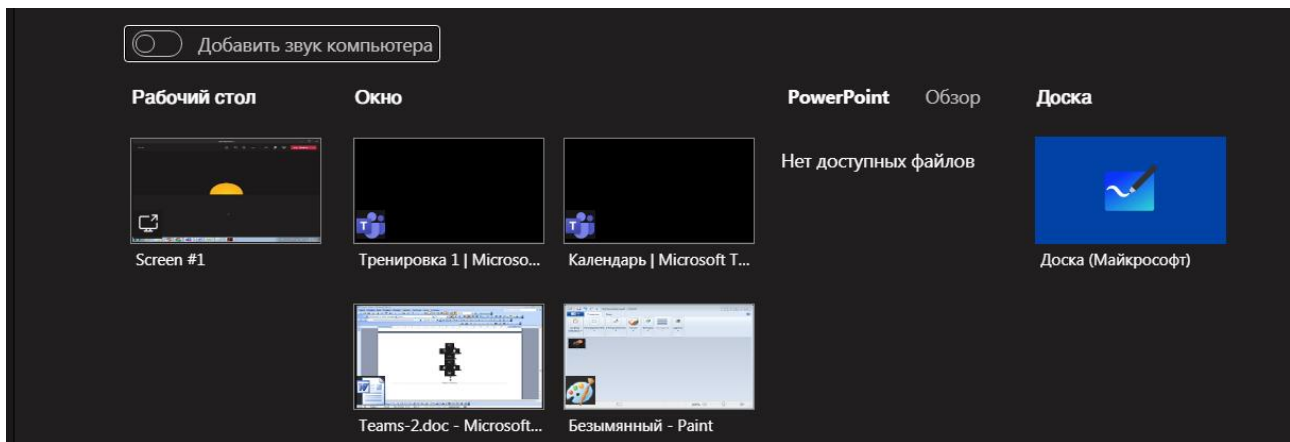 Добавить звук компьютера
Рабочий стол
Окно
PowerPoint
Обзор
Доска
Нет доступных файлов
Screen #1
Тренировка 1 | Microso...
Календарь | Microsoft T...
Доска (Майкрософт)
Teams-2.doc - Microsoft...
Безымянный - Paint